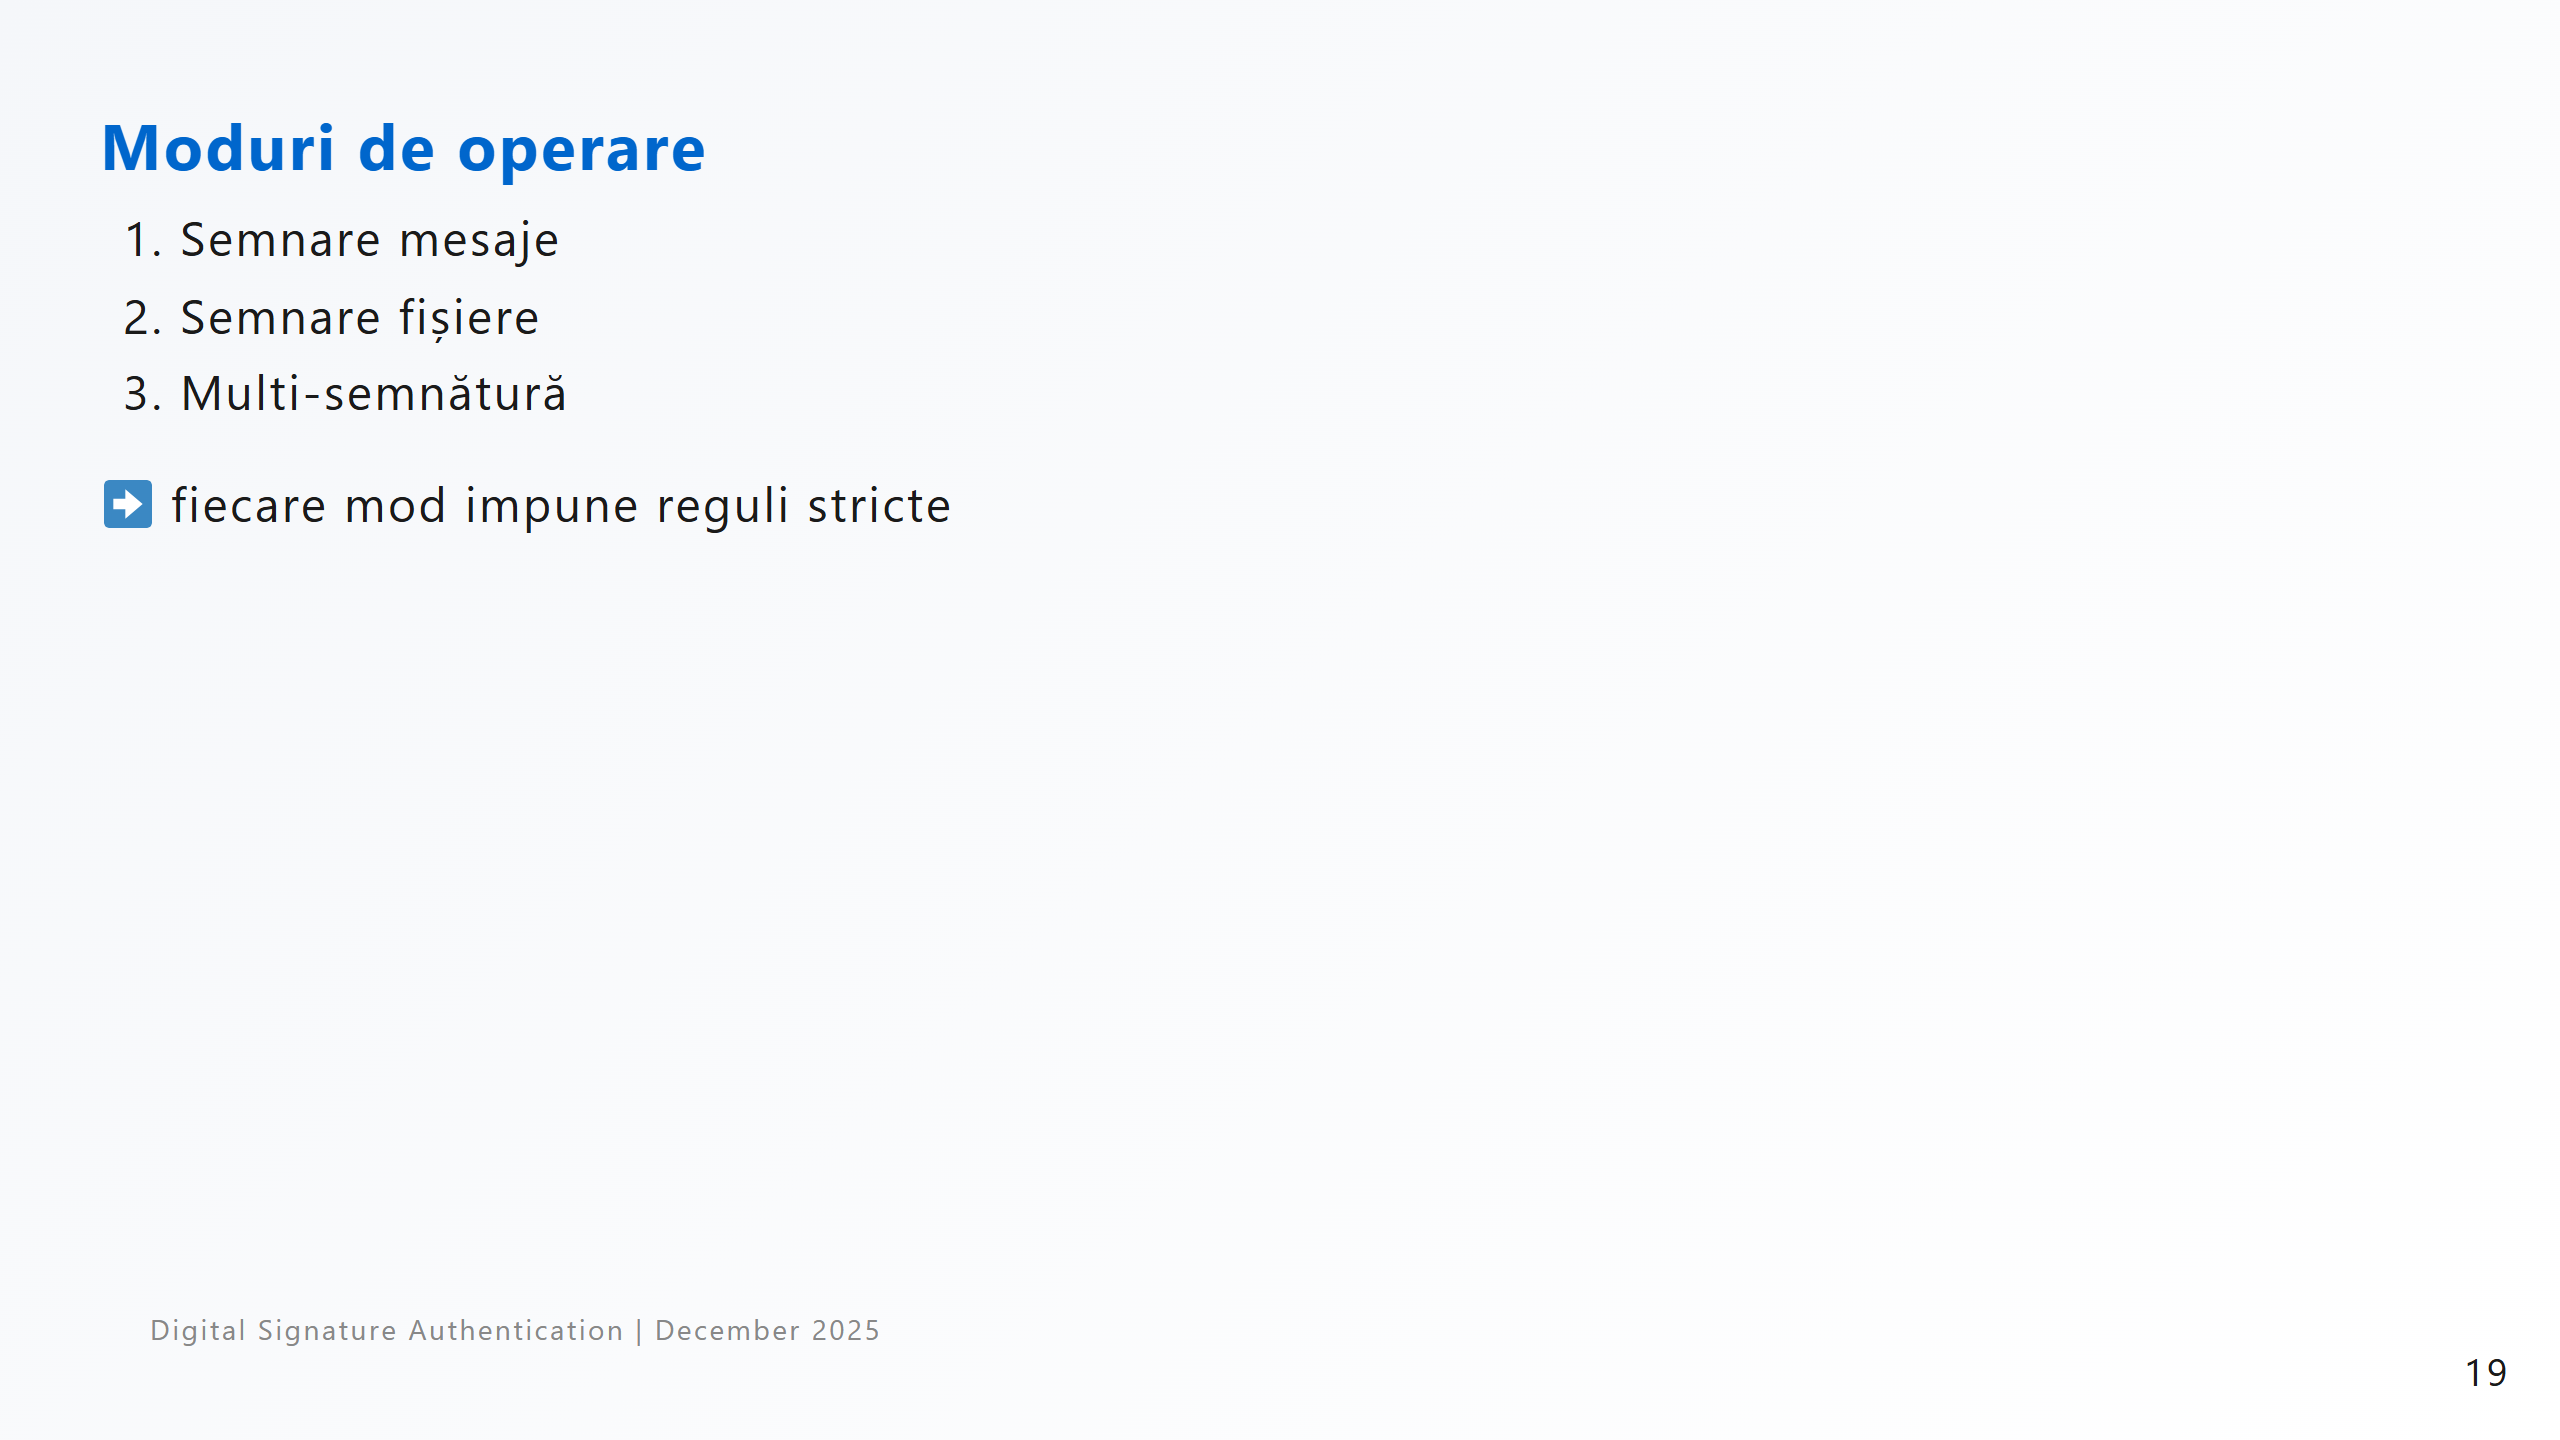 Moduri de operare
1. Semnare mesaje
2. Semnare fișiere
3. Multi-semnătură
➡ fiecare mod impune reguli stricte
Digital Signature Authentication | December 2025
19